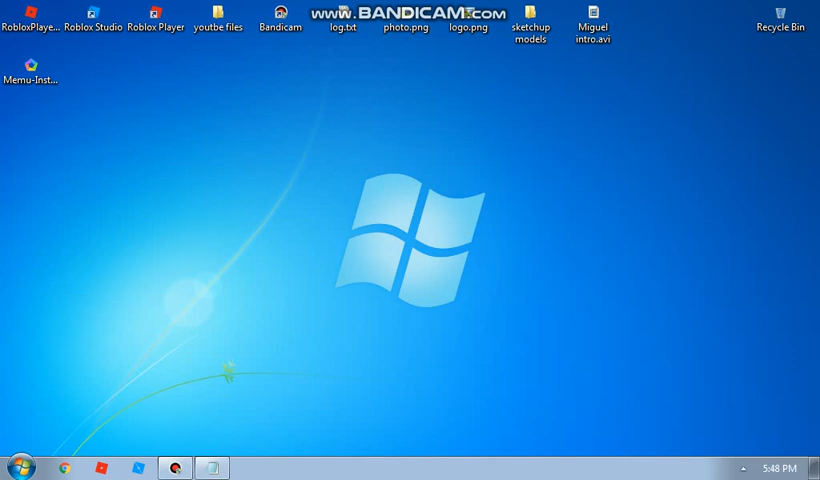 www.BANDICAM.com
RobloxPlaye...
Roblox Studio
Roblox Player
youtbe files
Bandicam
log.txt
photo.png
logo.png
sketchup
models
Miguel
intro.avi
Recycle Bin
Memu-Inst...
5:48 PM